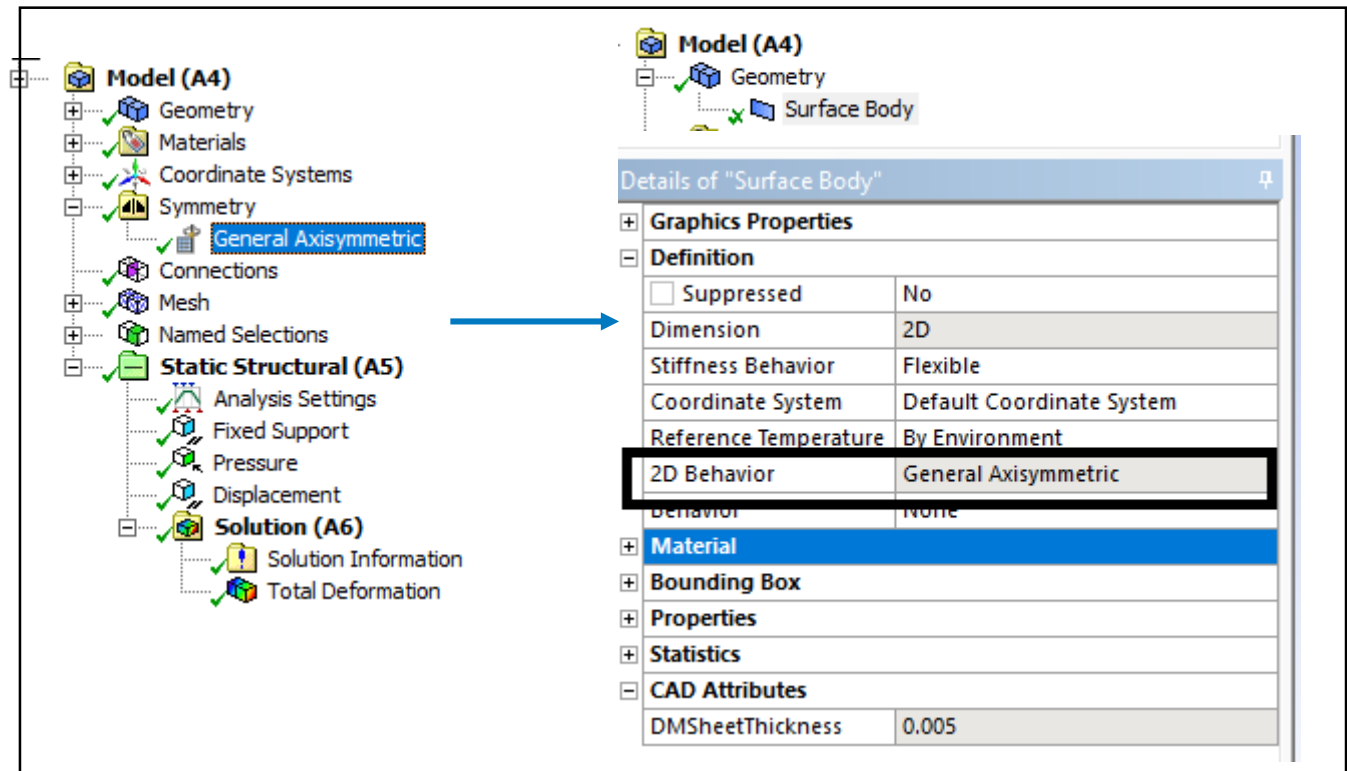 Model (A4)
Geometry
Materials
Coordinate Systems
Symmetry
General Axisymmetric
Connections
Mesh
Named Selections
Static Structural (A5)
Analysis Settings
Fixed Support
Pressure
Displacement
Solution (A6)
Solution Information
Total Deformation
Model (A4)
Geometry
Surface Body
Details of "Surface Body"
Graphics Properties
Definition
Suppressed No
Dimension 2D
Stiffness Behavior Flexible
Coordinate System Default Coordinate System
Reference Temperature By Environment
2D Behavior General Axisymmetric
Behavior None
Material
Bounding Box
Properties
Statistics
CAD Attributes
DMSheetThickness 0.005